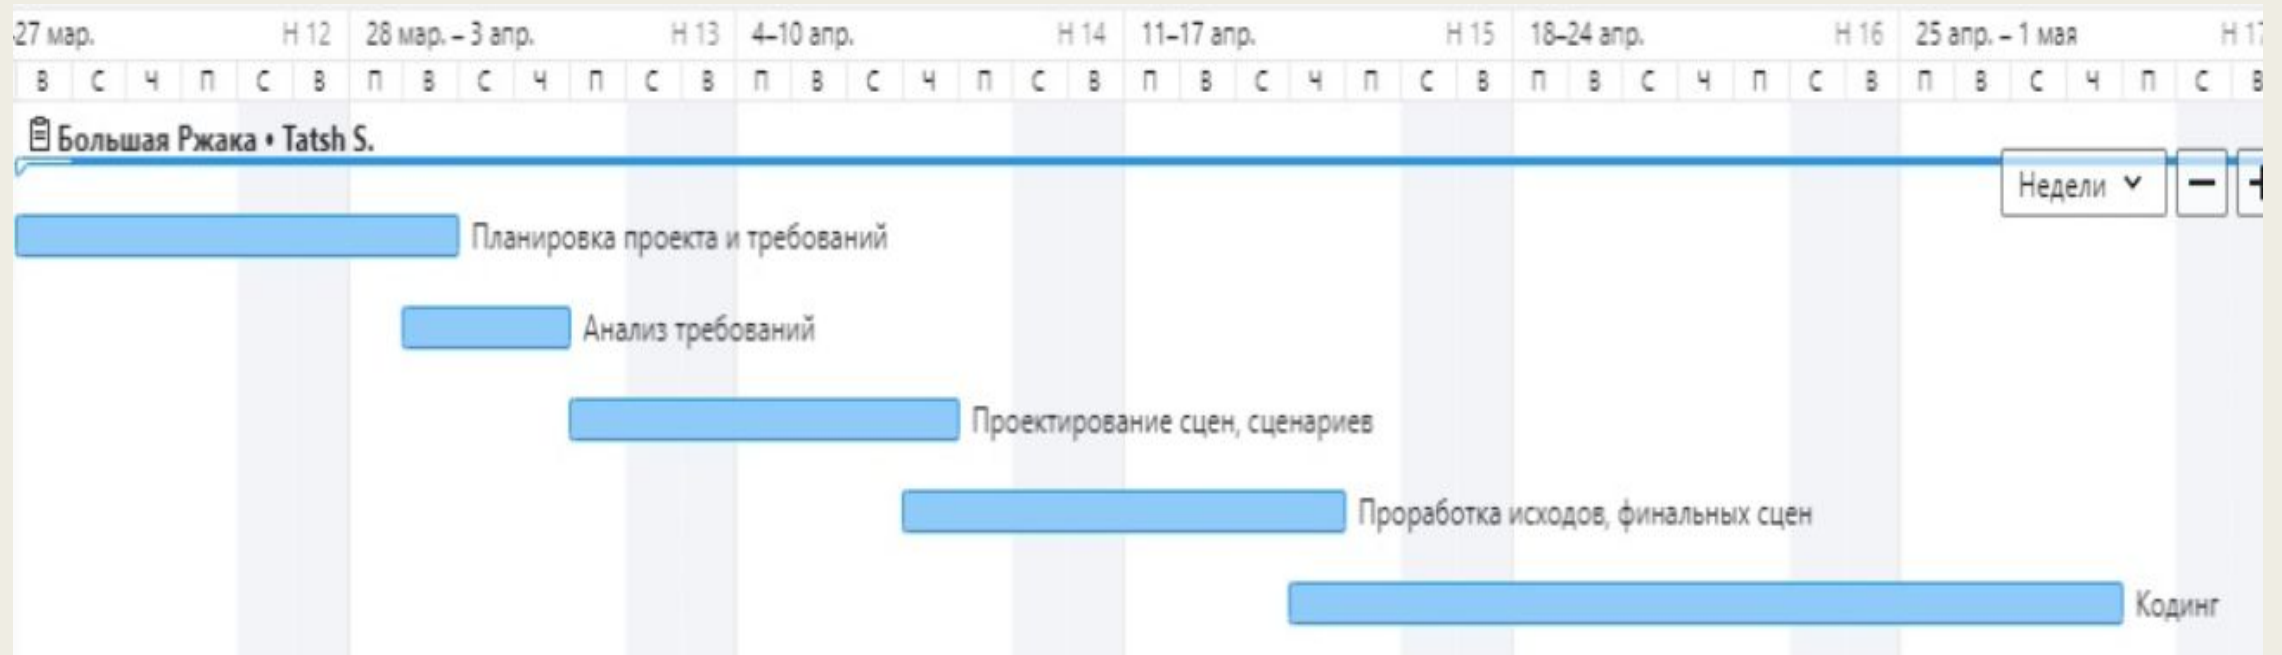 27 мар. Н 12 28 мар. – 3 апр. Н 13 4–10 апр. Н 14 11–17 апр. Н 15 18–24 апр. Н 16 25 апр. – 1 мая Н 17
В С Ч П С В П В С Ч П С В П В С Ч П С В П В С Ч П С В П В С Ч П С В П В С Ч П С В
Большая Ржака • Tatsh S.
Недели
Планировка проекта и требований
Анализ требований
Проектирование сцен, сценариев
Проработка исходов, финальных сцен
Кодинг